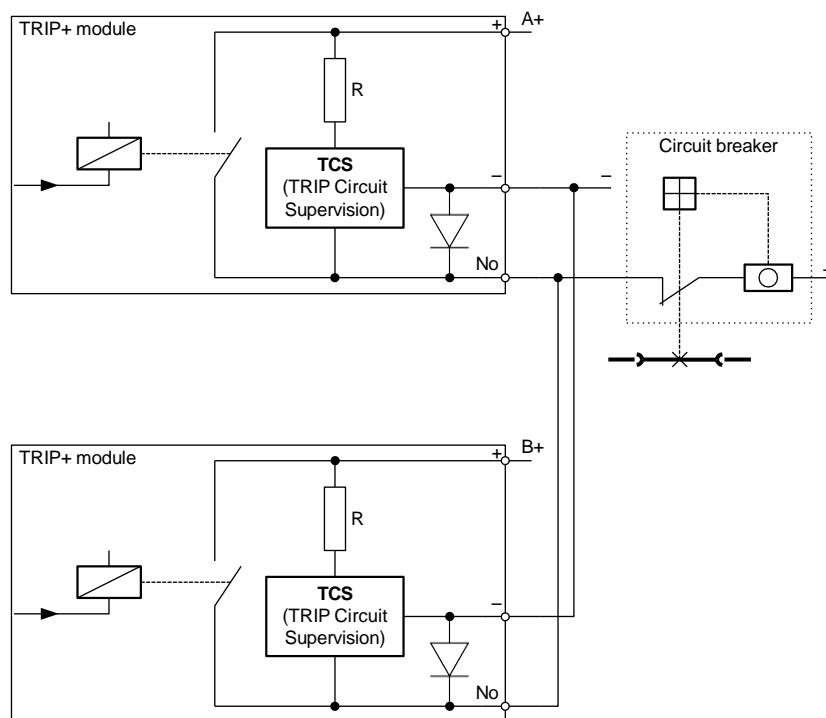 TRIP+ module
+ A+
R
TCS
(TRIP Circuit
Supervision)
– –
No
Circuit breaker
–
TRIP+ module
+ B+
R
TCS
(TRIP Circuit
Supervision)
–
No